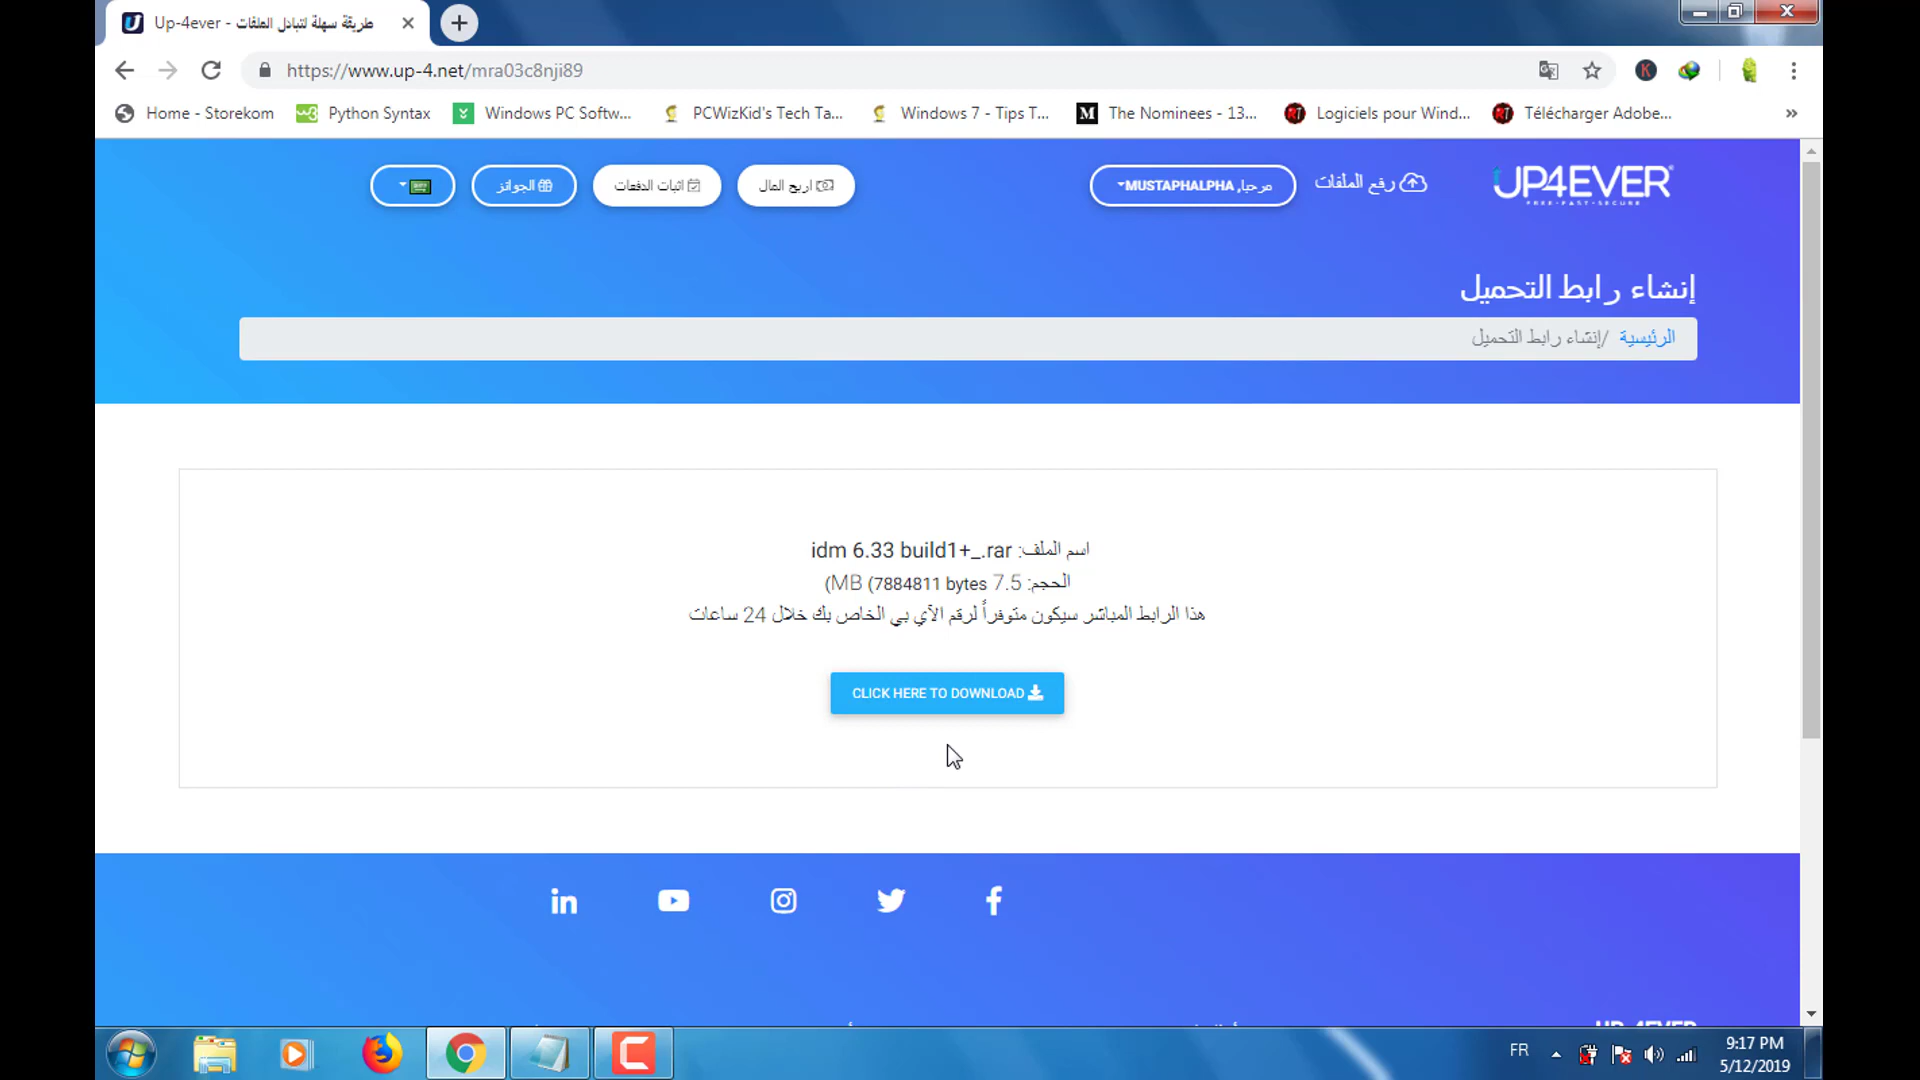 Up-4ever - طريقة سهلة لتبادل الملفات
https://www.up-4.net/mra03c8nji89
Home - Storekom
Python Syntax
Windows PC Softw...
PCWizKid's Tech Ta...
Windows 7 - Tips T...
The Nominees - 13...
Logiciels pour Wind...
Télécharger Adobe...
»
UP4EVER
FREE-FAST-SECURE
رفع الملفات
مرحبا, MUSTAPHALPHA
اربح المال
اثبات الدفعات
الجوائز
إنشاء رابط التحميل
الرئيسية /إنشاء رابط التحميل
اسم الملف: idm 6.33 build1+_.rar
الحجم: 7.5 MB (7884811 bytes)
هذا الرابط المباشر سيكون متوفراً لرقم الآي بي الخاص بك خلال 24 ساعات
CLICK HERE TO DOWNLOAD
FR
9:17 PM
5/12/2019